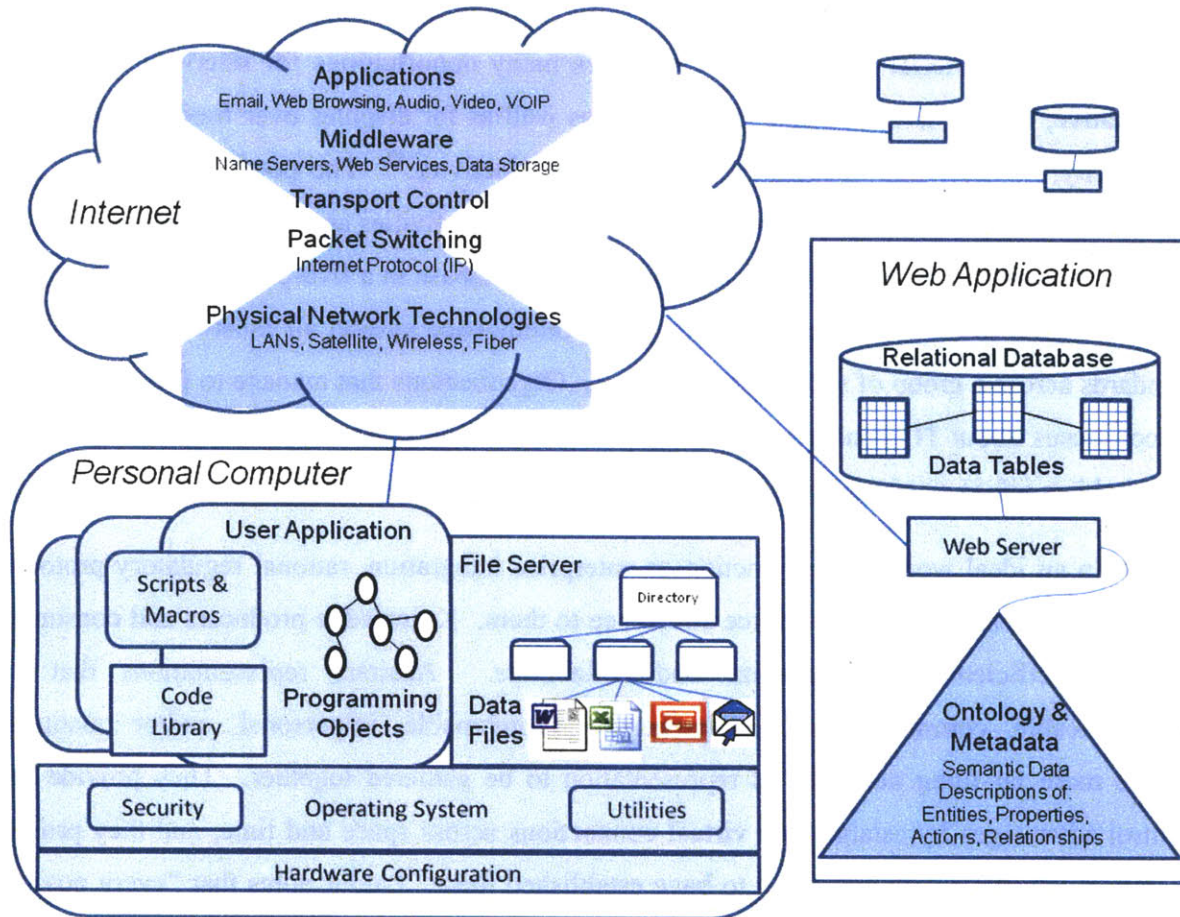 Applications
Email, Web Browsing, Audio, Video, VOIP
Middleware
Name Servers, Web Services, Data Storage
Internet
Transport Control
Packet Switching
Internet Protocol (IP)
Physical Network Technologies
LANs, Satellite, Wireless, Fiber
Web Application
Relational Database
Data Tables
Web Server
Ontology &
Metadata
Semantic Data
Descriptions of:
Entities, Properties,
Actions, Relationships
Personal Computer
User Application
Scripts &
Macros
Code
Library
Programming
Objects
File Server
Directory
Data
Files
W
X
Security
Operating System
Utilities
Hardware Configuration